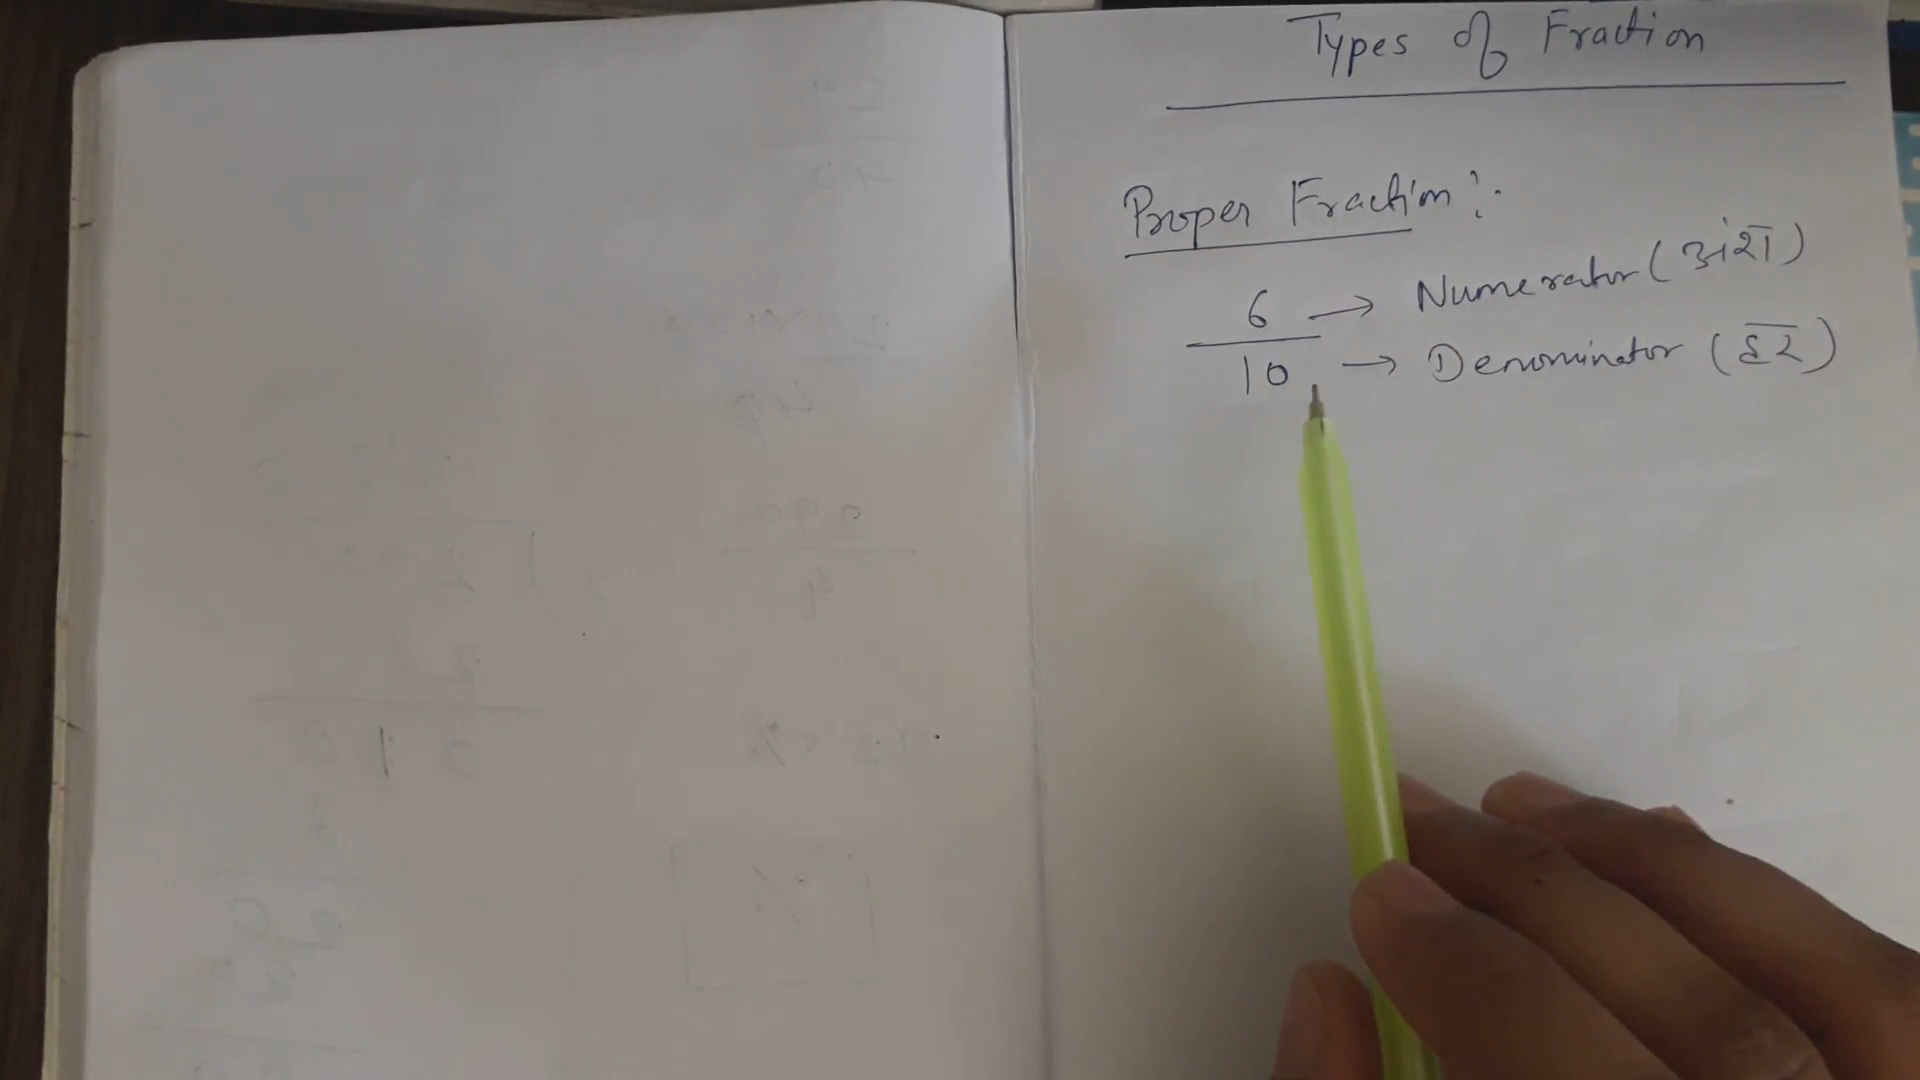 Types of Fraction
Proper Fraction :-
6 → Numerator (अंश)
10 → Denominator (हर)